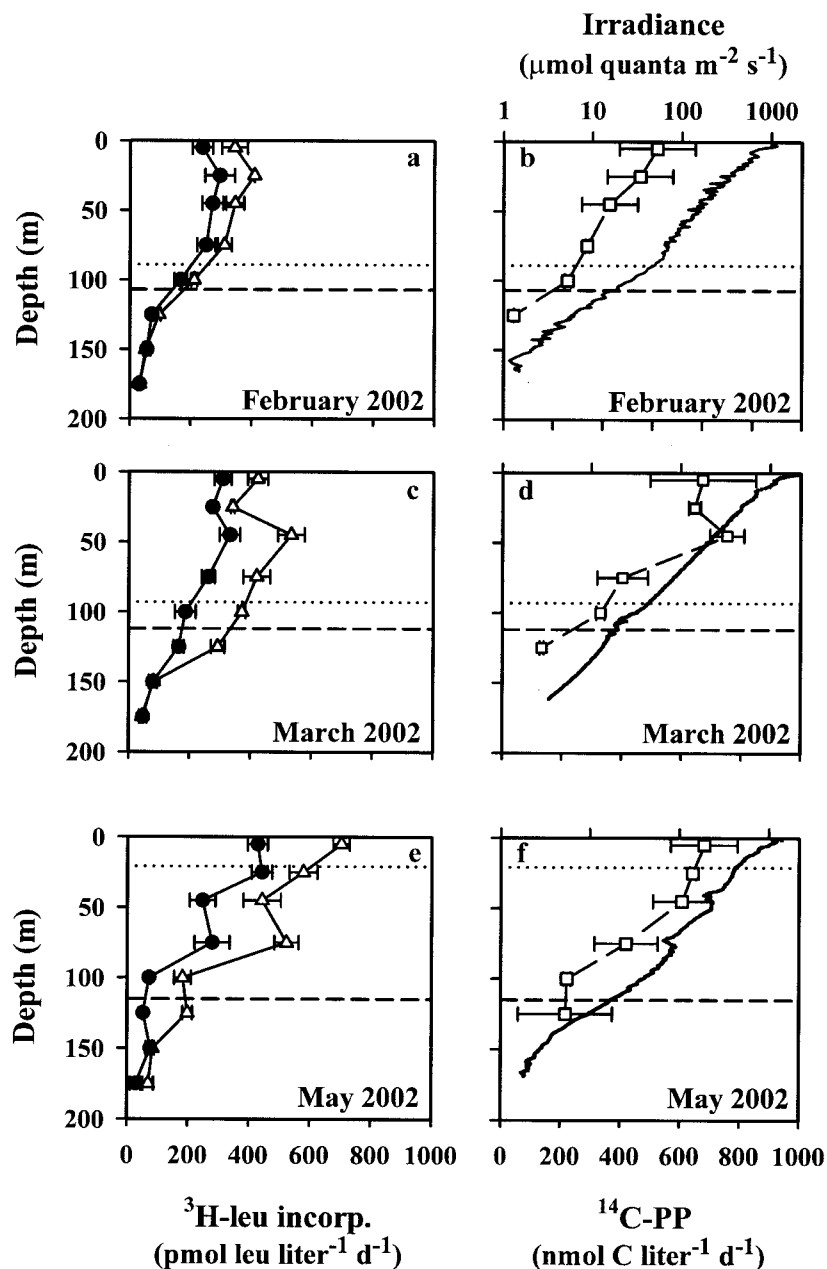 Irradiance
(μmol quanta m⁻² s⁻¹)
1 10 100 1000
0
50
100
150
200
Depth (m)
a
February 2002
b
February 2002
0
50
100
150
200
Depth (m)
c
March 2002
d
March 2002
0
50
100
150
200
Depth (m)
e
May 2002
f
May 2002
0 200 400 600 800 1000
0 200 400 600 800 1000
³H-leu incorp.
(pmol leu liter⁻¹ d⁻¹)
¹⁴C-PP
(nmol C liter⁻¹ d⁻¹)